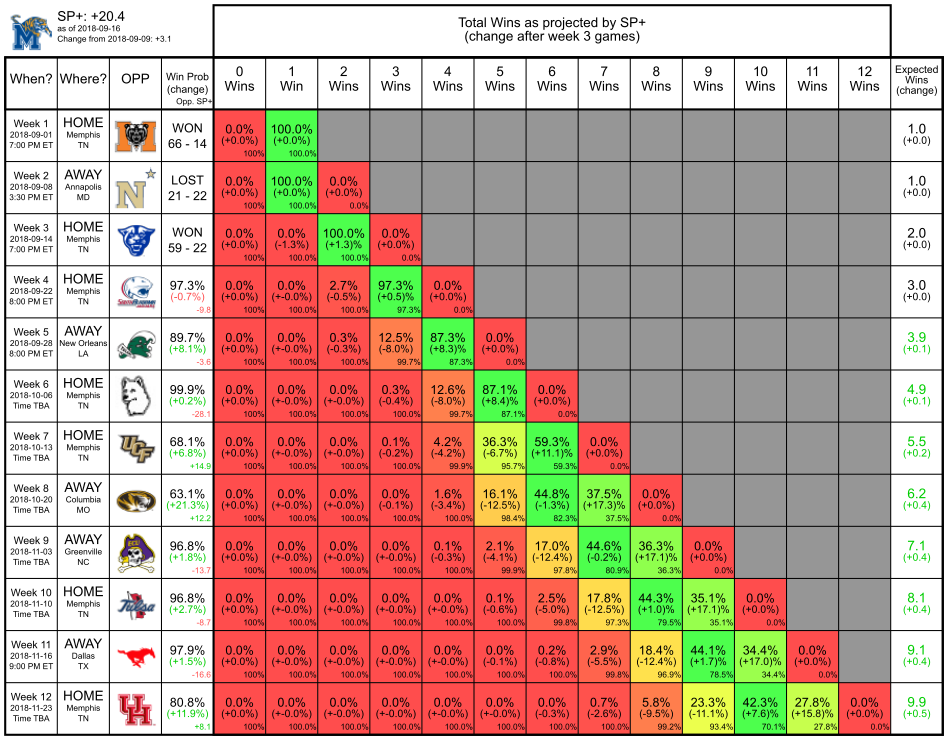 SP+: +20.4
as of 2018-09-16
Change from 2018-09-09: +3.1
Total Wins as projected by SP+
(change after week 3 games)
When? Where? OPP Win Prob (change) Opp. SP+ 0 Wins 1 Win 2 Wins 3 Wins 4 Wins 5 Wins 6 Wins 7 Wins 8 Wins 9 Wins 10 Wins 11 Wins 12 Wins Expected Wins (change)
Week 1 HOME WON 0.0% 100.0% 1.0
2018-09-01 Memphis (+0.0%) (+0.0%) (+0.0)
7:00 PM ET TN 66 - 14 100% 100.0%
Week 2 AWAY LOST 0.0% 100.0% 0.0% 1.0
2018-09-08 Annapolis N 21 - 22 (+0.0%) (+0.0%) (+0.0%) (+0.0)
3:30 PM ET MD 100% 100.0% 0.0%
Week 3 HOME WON 0.0% 0.0% 100.0% 0.0% 2.0
2018-09-14 Memphis (+0.0%) (-1.3%) (+1.3)% (+0.0%) (+0.0)
7:00 PM ET TN 59 - 22 100% 100.0% 100.0% 0.0%
Week 4 HOME 97.3% 0.0% 0.0% 2.7% 97.3% 0.0% 3.0
2018-09-22 Memphis (-0.7%) (+0.0%) (+-0.0%) (-0.5%) (+0.5)% (+0.0%) (+0.0)
8:00 PM ET TN -9.8 100% 100.0% 100.0% 97.3% 0.0%
Week 5 AWAY 89.7% 0.0% 0.0% 0.3% 12.5% 87.3% 0.0% 3.9
2018-09-28 New Orleans (+8.1%) (+0.0%) (+-0.0%) (-0.3%) (-8.0%) (+8.3)% (+0.0%) (+0.1)
8:00 PM ET LA -3.6 100% 100.0% 100.0% 99.7% 87.3% 0.0%
Week 6 HOME 99.9% 0.0% 0.0% 0.0% 0.3% 12.6% 87.1% 0.0% 4.9
2018-10-06 Memphis (+0.2%) (+0.0%) (+-0.0%) (+-0.0%) (-0.4%) (-8.0%) (+8.4)% (+0.0%) (+0.1)
Time TBA TN -28.1 100% 100.0% 100.0% 100.0% 99.7% 87.1% 0.0%
Week 7 HOME UCF 68.1% 0.0% 0.0% 0.0% 0.1% 4.2% 36.3% 59.3% 0.0% 5.5
2018-10-13 Memphis (+6.8%) (+0.0%) (+-0.0%) (+-0.0%) (-0.2%) (-4.2%) (-6.7%) (+11.1)% (+0.0%) (+0.2)
Time TBA TN +14.9 100% 100.0% 100.0% 100.0% 99.9% 95.7% 59.3% 0.0%
Week 8 AWAY 63.1% 0.0% 0.0% 0.0% 0.0% 1.6% 16.1% 44.8% 37.5% 0.0% 6.2
2018-10-20 Columbia (+21.3%) (+0.0%) (+-0.0%) (+-0.0%) (-0.1%) (-3.4%) (-12.5%) (-1.3%) (+17.3)% (+0.0%) (+0.4)
Time TBA MO +12.2 100% 100.0% 100.0% 100.0% 100.0% 98.4% 82.3% 37.5% 0.0%
Week 9 AWAY ECU 96.8% 0.0% 0.0% 0.0% 0.0% 0.1% 2.1% 17.0% 44.6% 36.3% 0.0% 7.1
2018-11-03 Greenville (+1.8%) (+0.0%) (+-0.0%) (+-0.0%) (+-0.0%) (-0.3%) (-4.1%) (-12.4%) (-0.2%) (+17.1)% (+0.0%) (+0.4)
Time TBA NC -13.7 100% 100.0% 100.0% 100.0% 100.0% 99.9% 97.8% 80.9% 36.3% 0.0%
Week 10 HOME Tulsa 96.8% 0.0% 0.0% 0.0% 0.0% 0.0% 0.1% 2.5% 17.8% 44.3% 35.1% 0.0% 8.1
2018-11-10 Memphis (+2.7%) (+0.0%) (+-0.0%) (+-0.0%) (+-0.0%) (+-0.0%) (-0.6%) (-5.0%) (-12.5%) (+1.0)% (+17.1)% (+0.0%) (+0.4)
Time TBA TN -8.7 100% 100.0% 100.0% 100.0% 100.0% 100.0% 99.8% 97.3% 79.5% 35.1% 0.0%
Week 11 AWAY 97.9% 0.0% 0.0% 0.0% 0.0% 0.0% 0.0% 0.2% 2.9% 18.4% 44.1% 34.4% 0.0% 9.1
2018-11-16 Dallas (+1.5%) (+0.0%) (+-0.0%) (+-0.0%) (+-0.0%) (+-0.0%) (-0.1%) (-0.8%) (-5.5%) (-12.4%) (+1.7)% (+17.0)% (+0.0%) (+0.4)
9:00 PM ET TX -16.6 100% 100.0% 100.0% 100.0% 100.0% 100.0% 100.0% 99.8% 96.9% 78.5% 34.4% 0.0%
Week 12 HOME UH 80.8% 0.0% 0.0% 0.0% 0.0% 0.0% 0.0% 0.0% 0.7% 5.8% 23.3% 42.3% 27.8% 0.0% 9.9
2018-11-23 Memphis (+11.9%) (+0.0%) (+-0.0%) (+-0.0%) (+-0.0%) (+-0.0%) (+-0.0%) (-0.3%) (-2.6%) (-9.5%) (-11.1%) (+7.6)% (+15.8)% (+0.0%) (+0.5)
Time TBA TN +8.1 100% 100.0% 100.0% 100.0% 100.0% 100.0% 100.0% 100.0% 99.2% 93.4% 70.1% 27.8% 0.0%